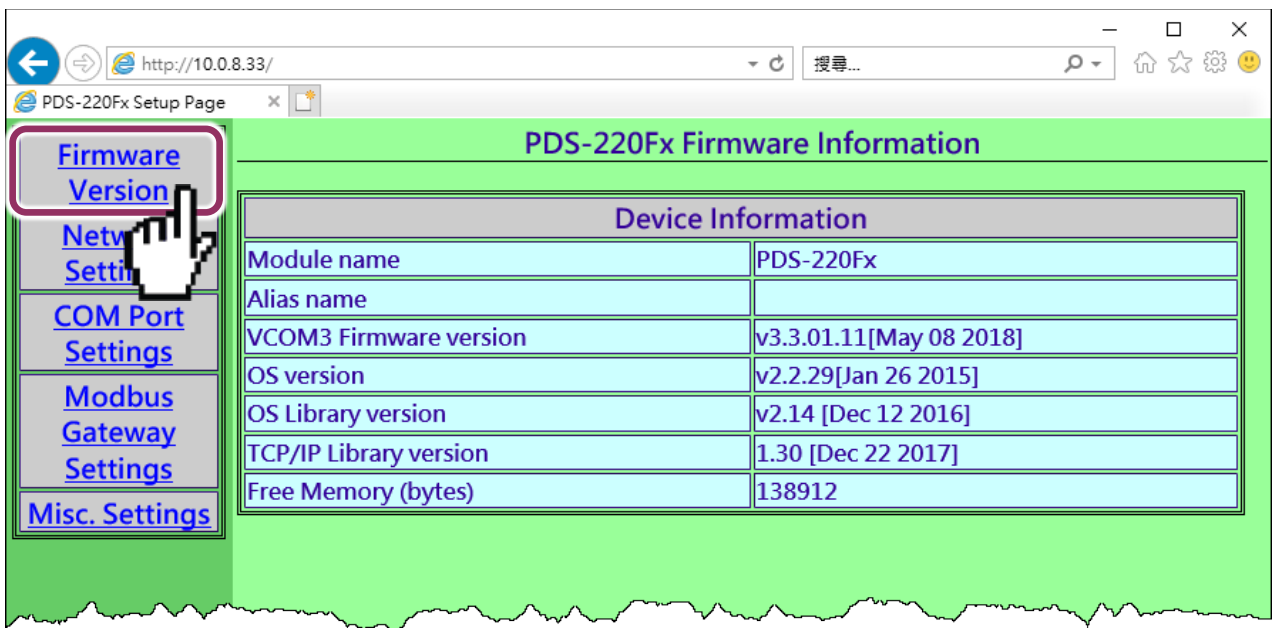 http://10.0.8.33/
搜尋...
PDS-220Fx Setup Page
Firmware
Version
Settings
COM Port
Settings
Modbus
Gateway
Settings
Misc. Settings
PDS-220Fx Firmware Information
Device Information
Module name PDS-220Fx
Alias name
VCOM3 Firmware version v3.3.01.11[May 08 2018]
OS version v2.2.29[Jan 26 2015]
OS Library version v2.14 [Dec 12 2016]
TCP/IP Library version 1.30 [Dec 22 2017]
Free Memory (bytes) 138912